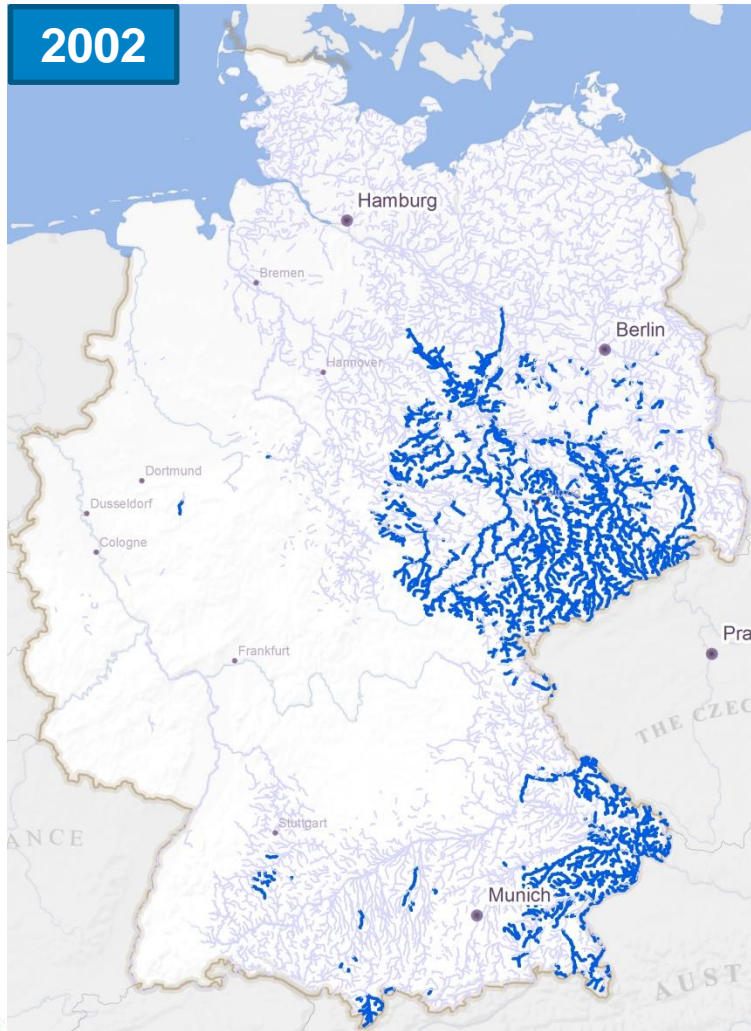 2002
Hamburg
Bremen
Berlin
Hannover
Dortmund
Dusseldorf
Cologne
Frankfurt
Pra
THE CZEC
ANCE
Stuttgart
Munich
AUST